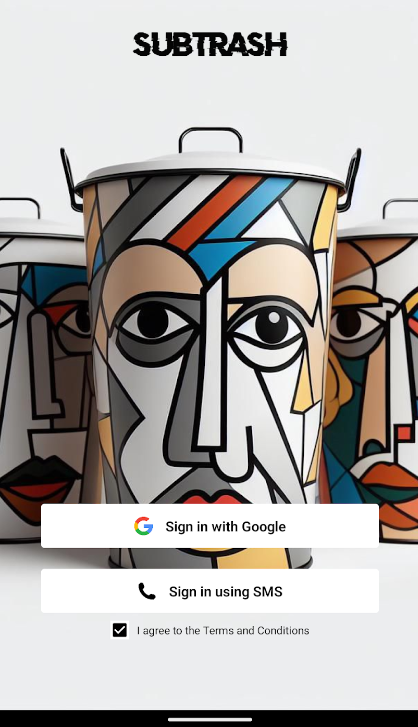 SUBTRASH
Sign in with Google
Sign in using SMS
I agree to the Terms and Conditions